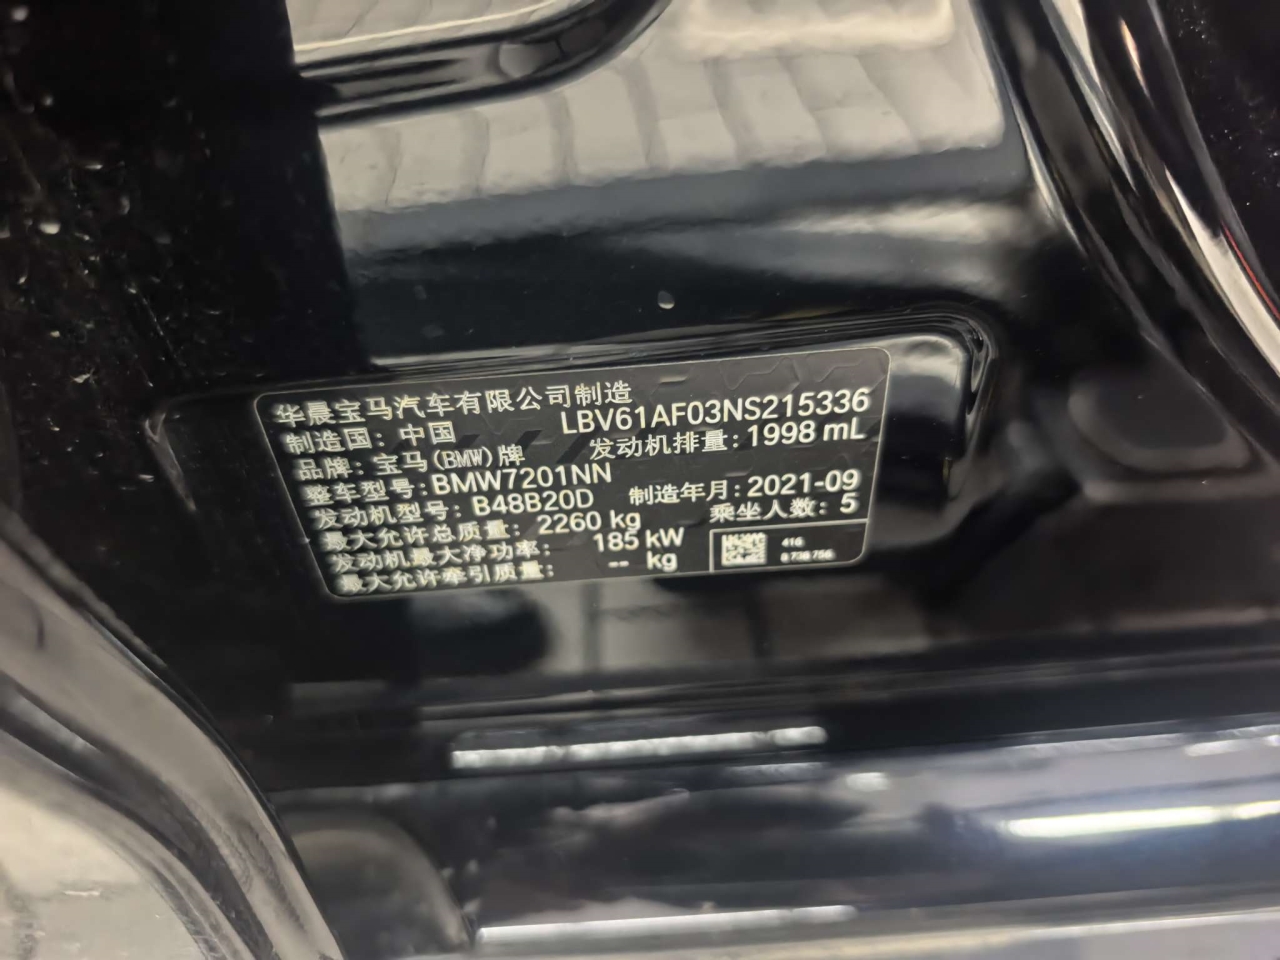 华晨宝马汽车有限公司制造
制造国: 中国 LBV61AF03NS215336
品牌: 宝马(BMW)牌 发动机排量: 1998 mL
整车型号: BMW7201NN
发动机型号: B48B20D 制造年月: 2021-09
最大允许总质量: 2260 kg 乘坐人数: 5
发动机最大净功率: 185 kW
最大允许牵引质量: -- kg
416
8 738 756